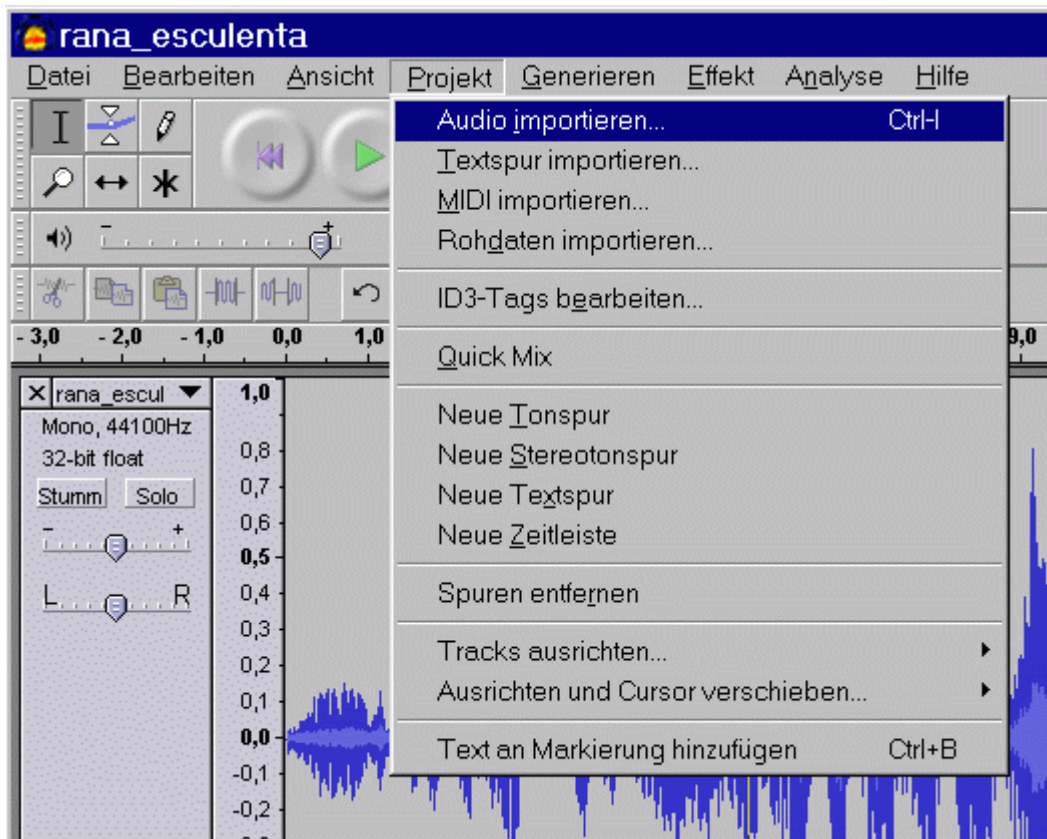 rana_esculenta
Datei Bearbeiten Ansicht Projekt Generieren Effekt Analyse Hilfe
Audio importieren... Ctrl-I
Textspur importieren...
MIDI importieren...
Rohdaten importieren...
ID3-Tags bearbeiten...
Quick Mix
Neue Tonspur
Neue Stereotonspur
Neue Textspur
Neue Zeitleiste
Spuren entfernen
Tracks ausrichten...
Ausrichten und Cursor verschieben...
Text an Markierung hinzufügen Ctrl+B
- +
- 3,0 - 2,0 - 1,0 0,0 1,0 9,0
X rana_escul
Mono, 44100Hz
32-bit float
Stumm Solo
- +
L R
1,0
0,8
0,7
0,6
0,5
0,4
0,3
0,2
0,1
0,0
-0,1
-0,2